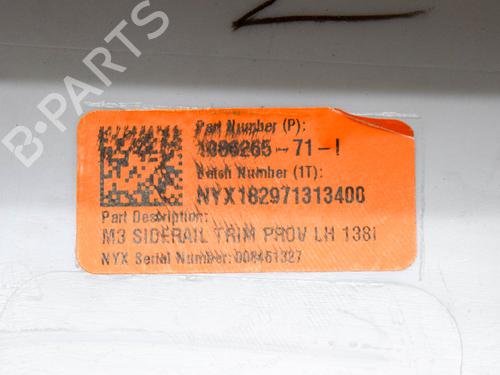 B-PARTS
Part Number (P):
1086265-71-I
Batch Number (1T):
NYX182971313400
Part Description:
M3 SIDERAIL TRIM PROV LH 138I
NYX Serial Number: 008461327